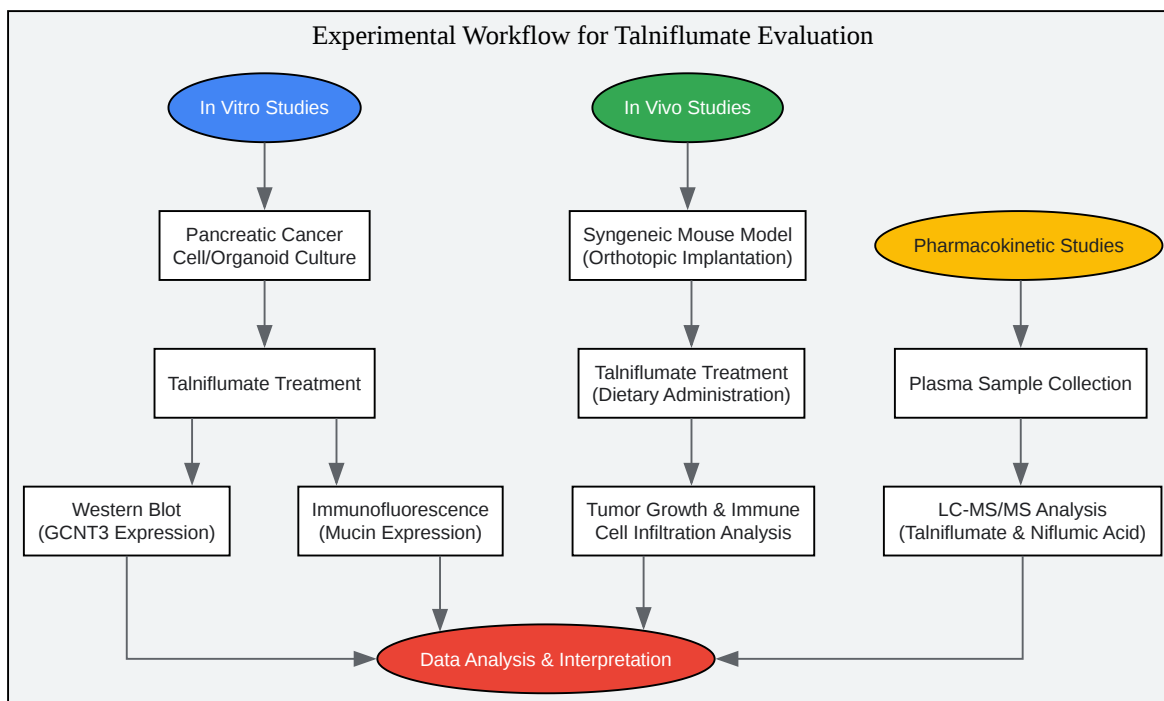 Experimental Workflow for Talniflumate Evaluation
In Vitro Studies
In Vivo Studies
Pancreatic Cancer
Cell/Organoid Culture
Syngeneic Mouse Model
(Orthotopic Implantation)
Pharmacokinetic Studies
Talniflumate Treatment
Talniflumate Treatment
(Dietary Administration)
Plasma Sample Collection
Western Blot
(GCNT3 Expression)
Immunofluorescence
(Mucin Expression)
Tumor Growth & Immune
Cell Infiltration Analysis
LC-MS/MS Analysis
(Talniflumate & Niflumic Acid)
Data Analysis & Interpretation